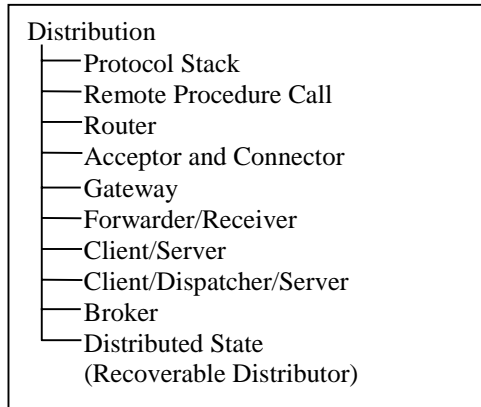 Distribution
Protocol Stack
Remote Procedure Call
Router
Acceptor and Connector
Gateway
Forwarder/Receiver
Client/Server
Client/Dispatcher/Server
Broker
Distributed State
(Recoverable Distributor)